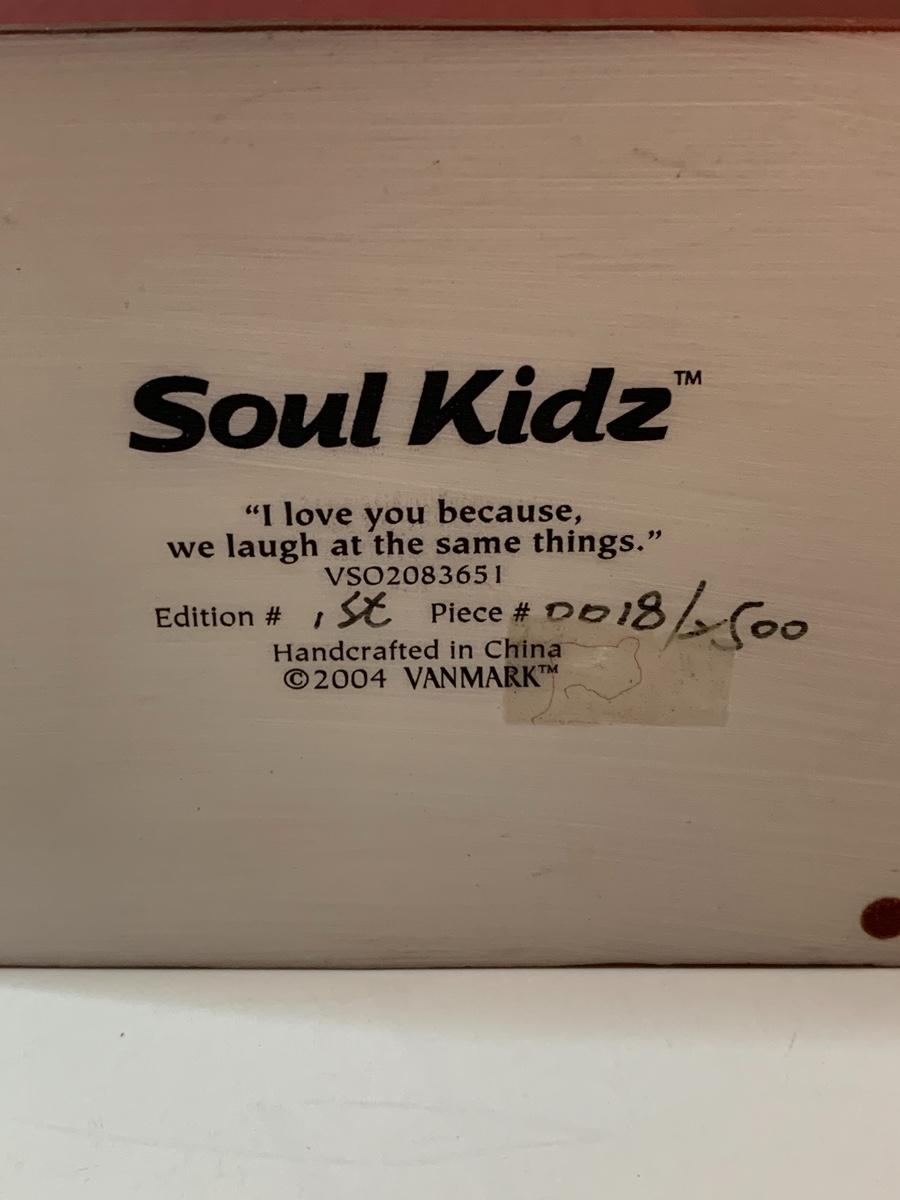 Soul Kidz™
“I love you because,
we laugh at the same things.”
VSO2083651
Edition # 1st Piece # 0018/2500
Handcrafted in China
©2004 VANMARK™